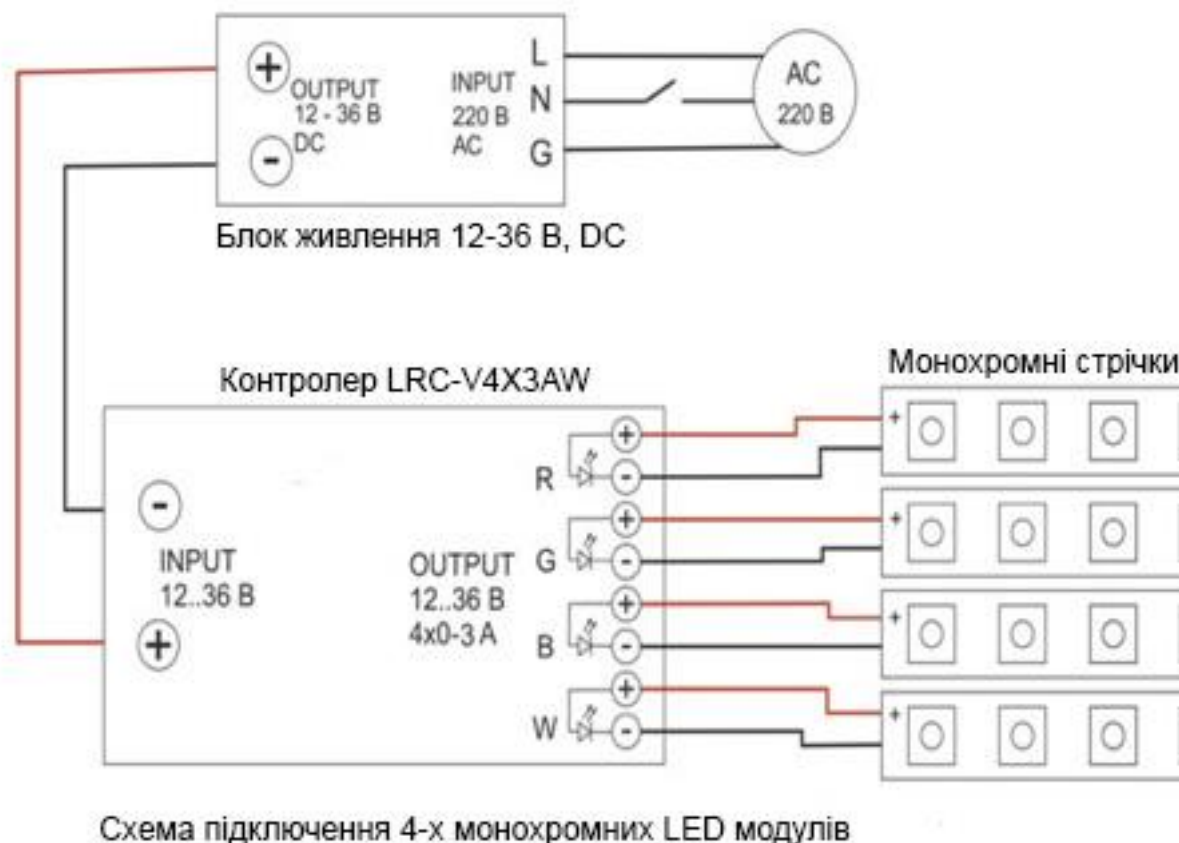 +
OUTPUT
12 - 36 В
DC
-
INPUT
220 В
AC
L
N
G
AC
220 В
Блок живлення 12-36 В, DC
Контролер LRC-V4X3AW
Монохромні стрічки
-
INPUT
12..36 В
+
OUTPUT
12..36 В
4x0-3 А
R
+
-
G
+
-
B
+
-
W
+
-
+
+
+
+
Схема підключення 4-х монохромних LED модулів